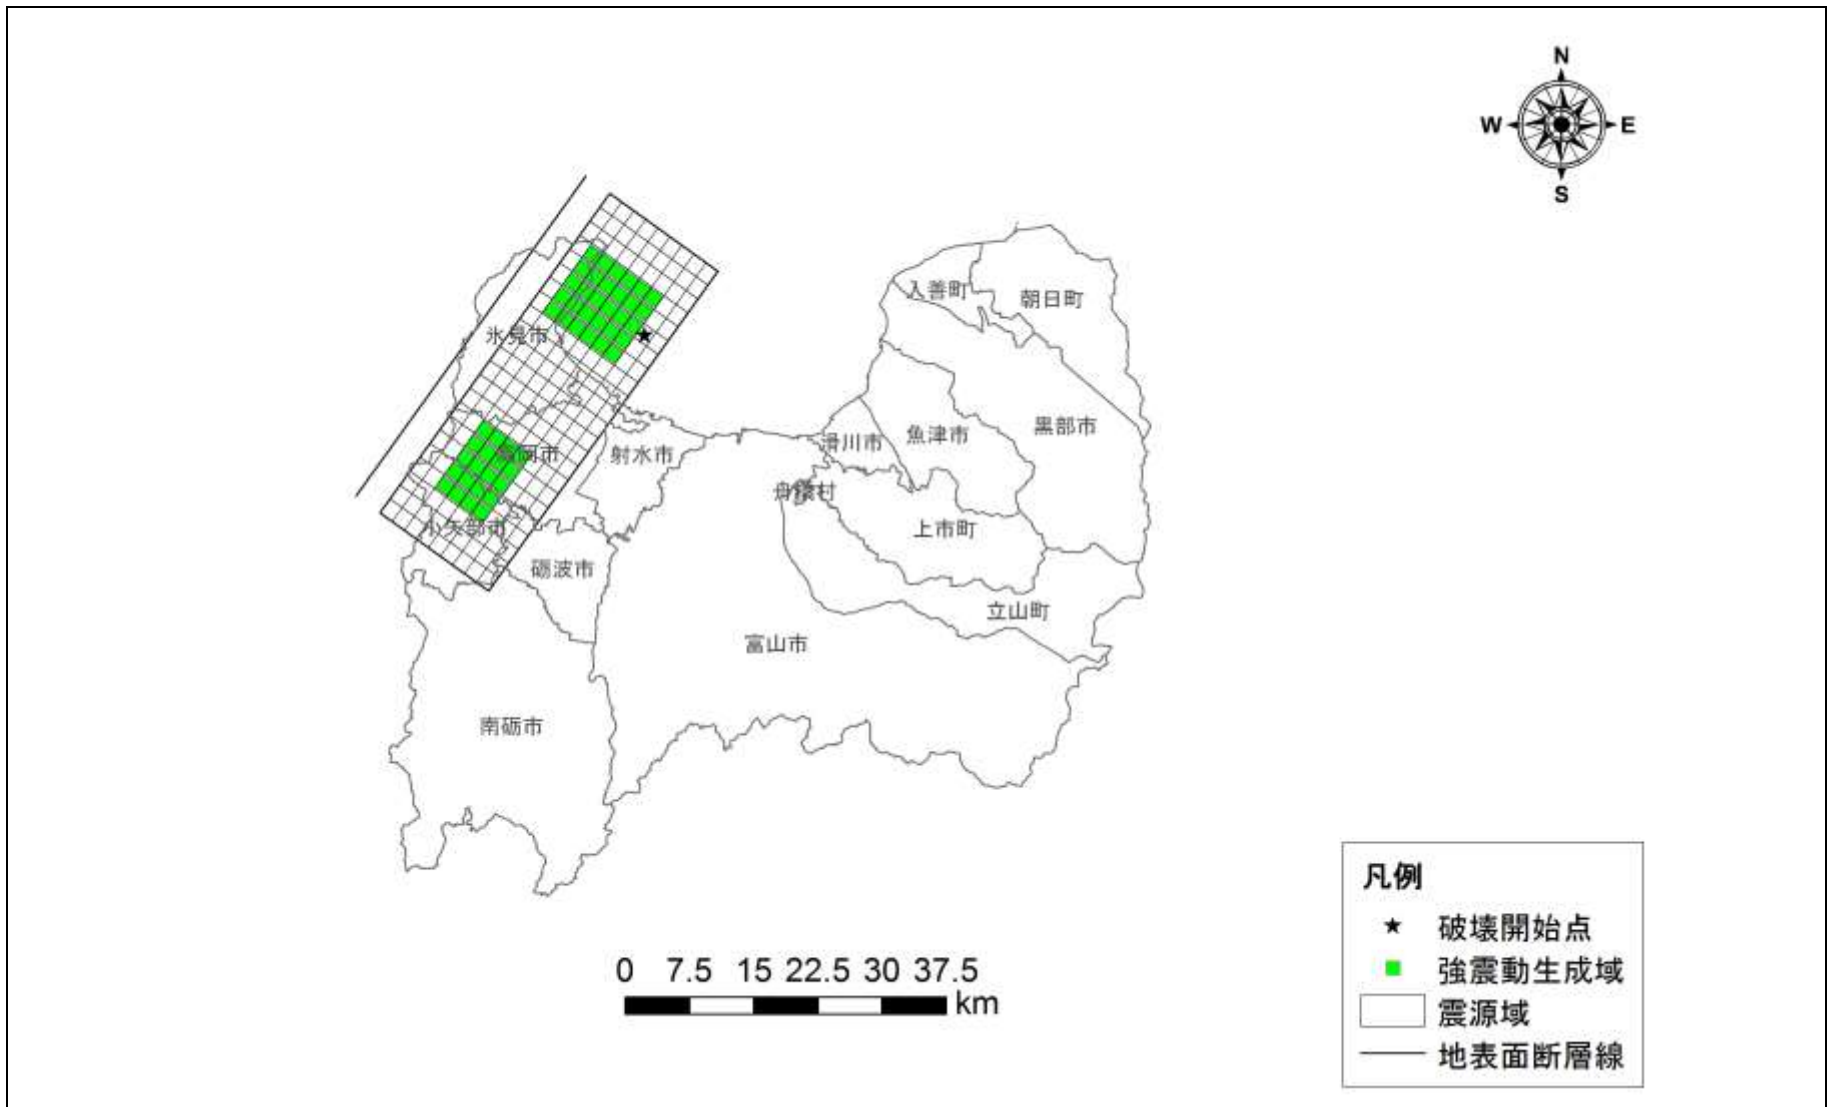 N
W E
S
入善町
朝日町
氷見市
黒部市
魚津市
滑川市
高岡市
射水市
舟橋村
小矢部市
上市町
砺波市
立山町
富山市
南砺市
凡例
破壊開始点
強震動生成域
震源域
地表面断層線
0 7.5 15 22.5 30 37.5
km